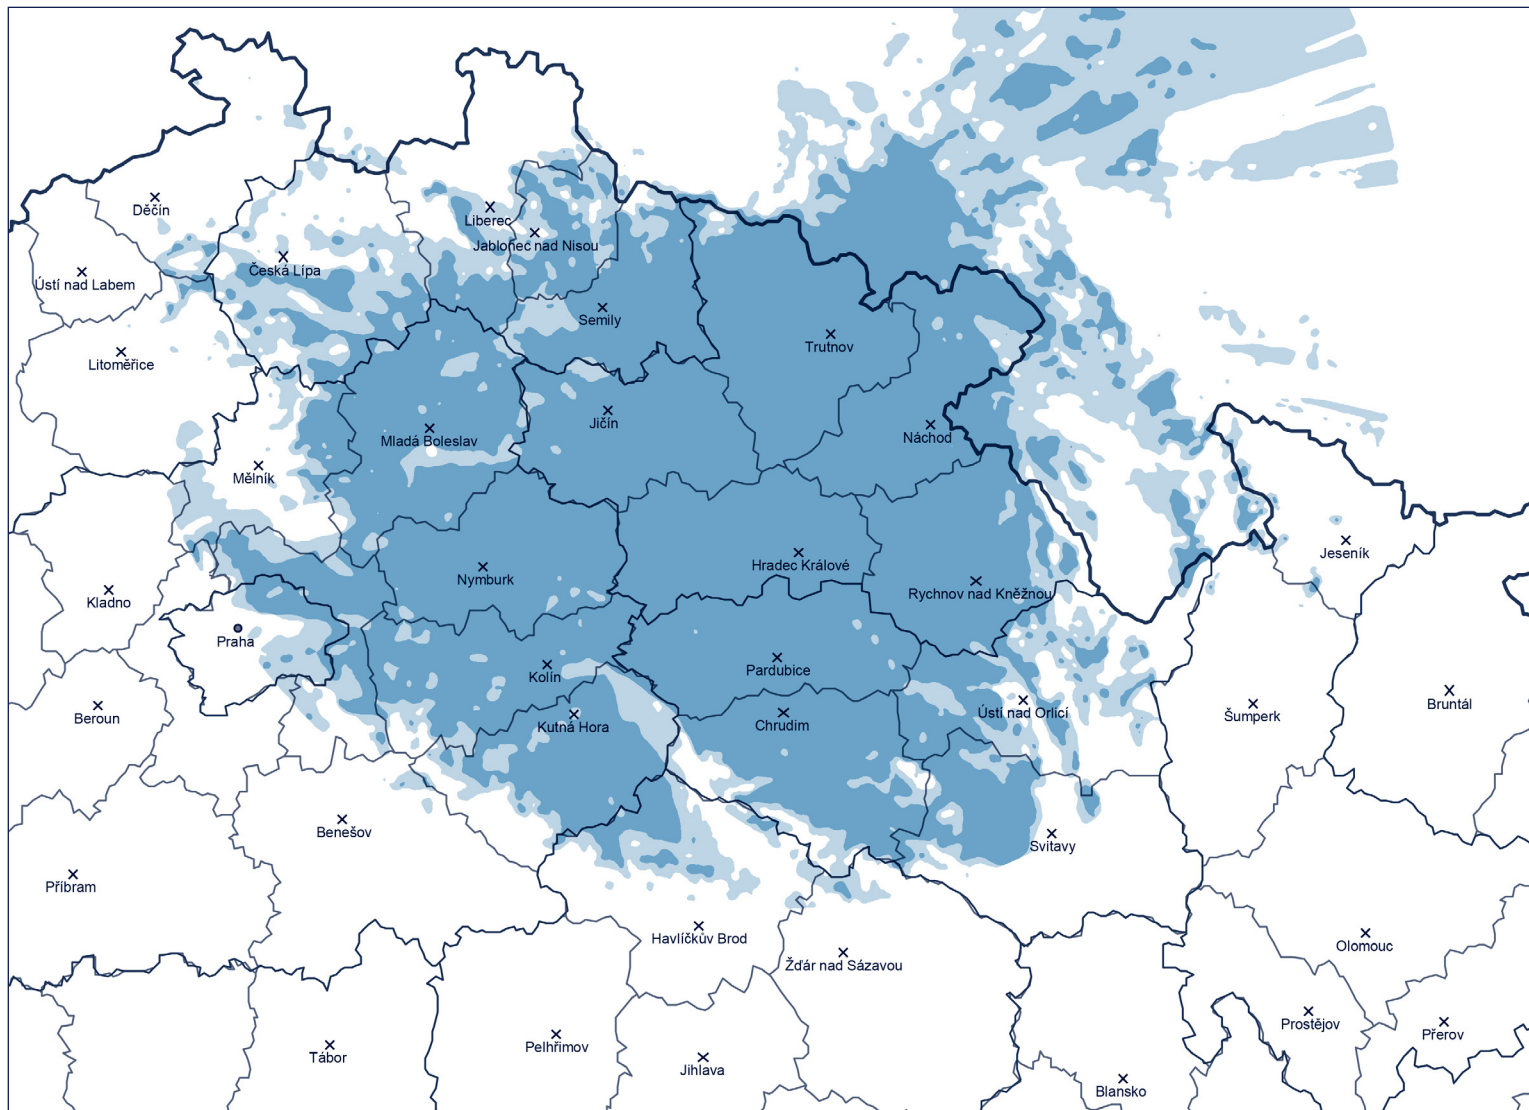 Děčín
Liberec
Jablonec nad Nisou
Ústí nad Labem
Česká Lípa
Semily
Trutnov
Litoměřice
Jičín
Náchod
Mladá Boleslav
Mělník
Jeseník
Hradec Králové
Nymburk
Rychnov nad Kněžnou
Kladno
Praha
Pardubice
Kolín
Ústí nad Orlicí
Šumperk
Bruntál
Beroun
Kutná Hora
Chrudim
Benešov
Svitavy
Příbram
Havlíčkův Brod
Olomouc
Žďár nad Sázavou
Prostějov
Přerov
Pelhřimov
Tábor
Jihlava
Blansko